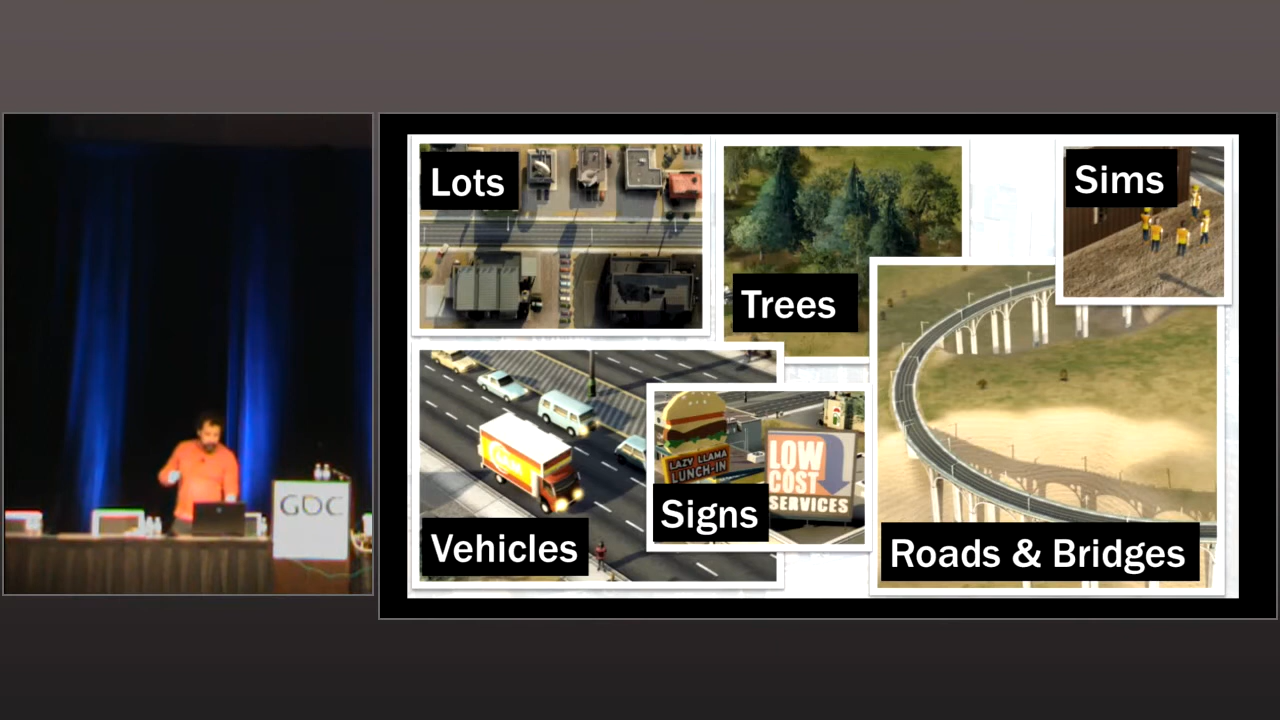 Lots
Trees
Sims
Vehicles
LAZY LLAMA
LUNCH-IN
Signs
LOW
COST
SERVICES
Roads & Bridges
GDC